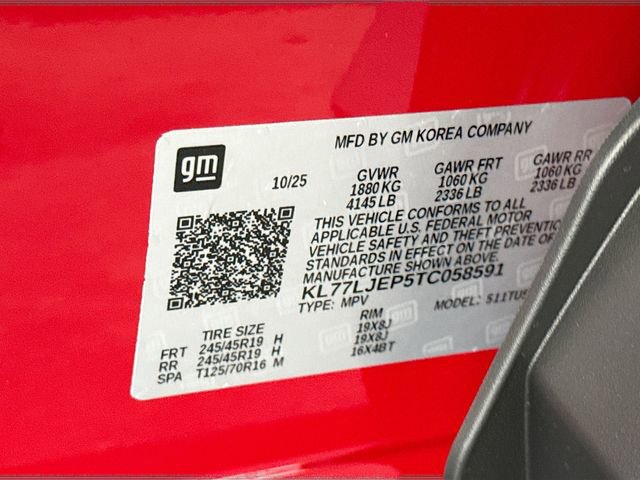 gm
MFD BY GM KOREA COMPANY
10/25
GVWR GAWR FRT GAWR RR
1880 KG 1060 KG 1060 KG
4145 LB 2336 LB 2336 LB
THIS VEHICLE CONFORMS TO ALL
APPLICABLE U.S. FEDERAL MOTOR
VEHICLE SAFETY AND THEFT PREVENTIO
STANDARDS IN EFFECT ON THE DATE OF
MANUFACTURE SHOWN ABOVE.
KL77LJEP5TC058591
TYPE: MPV MODEL: 511TUS
TIRE SIZE RIM
FRT 245/45R19 H 19X8J
RR 245/45R19 H 19X8J
SPA T125/70R16 M 16X4BT